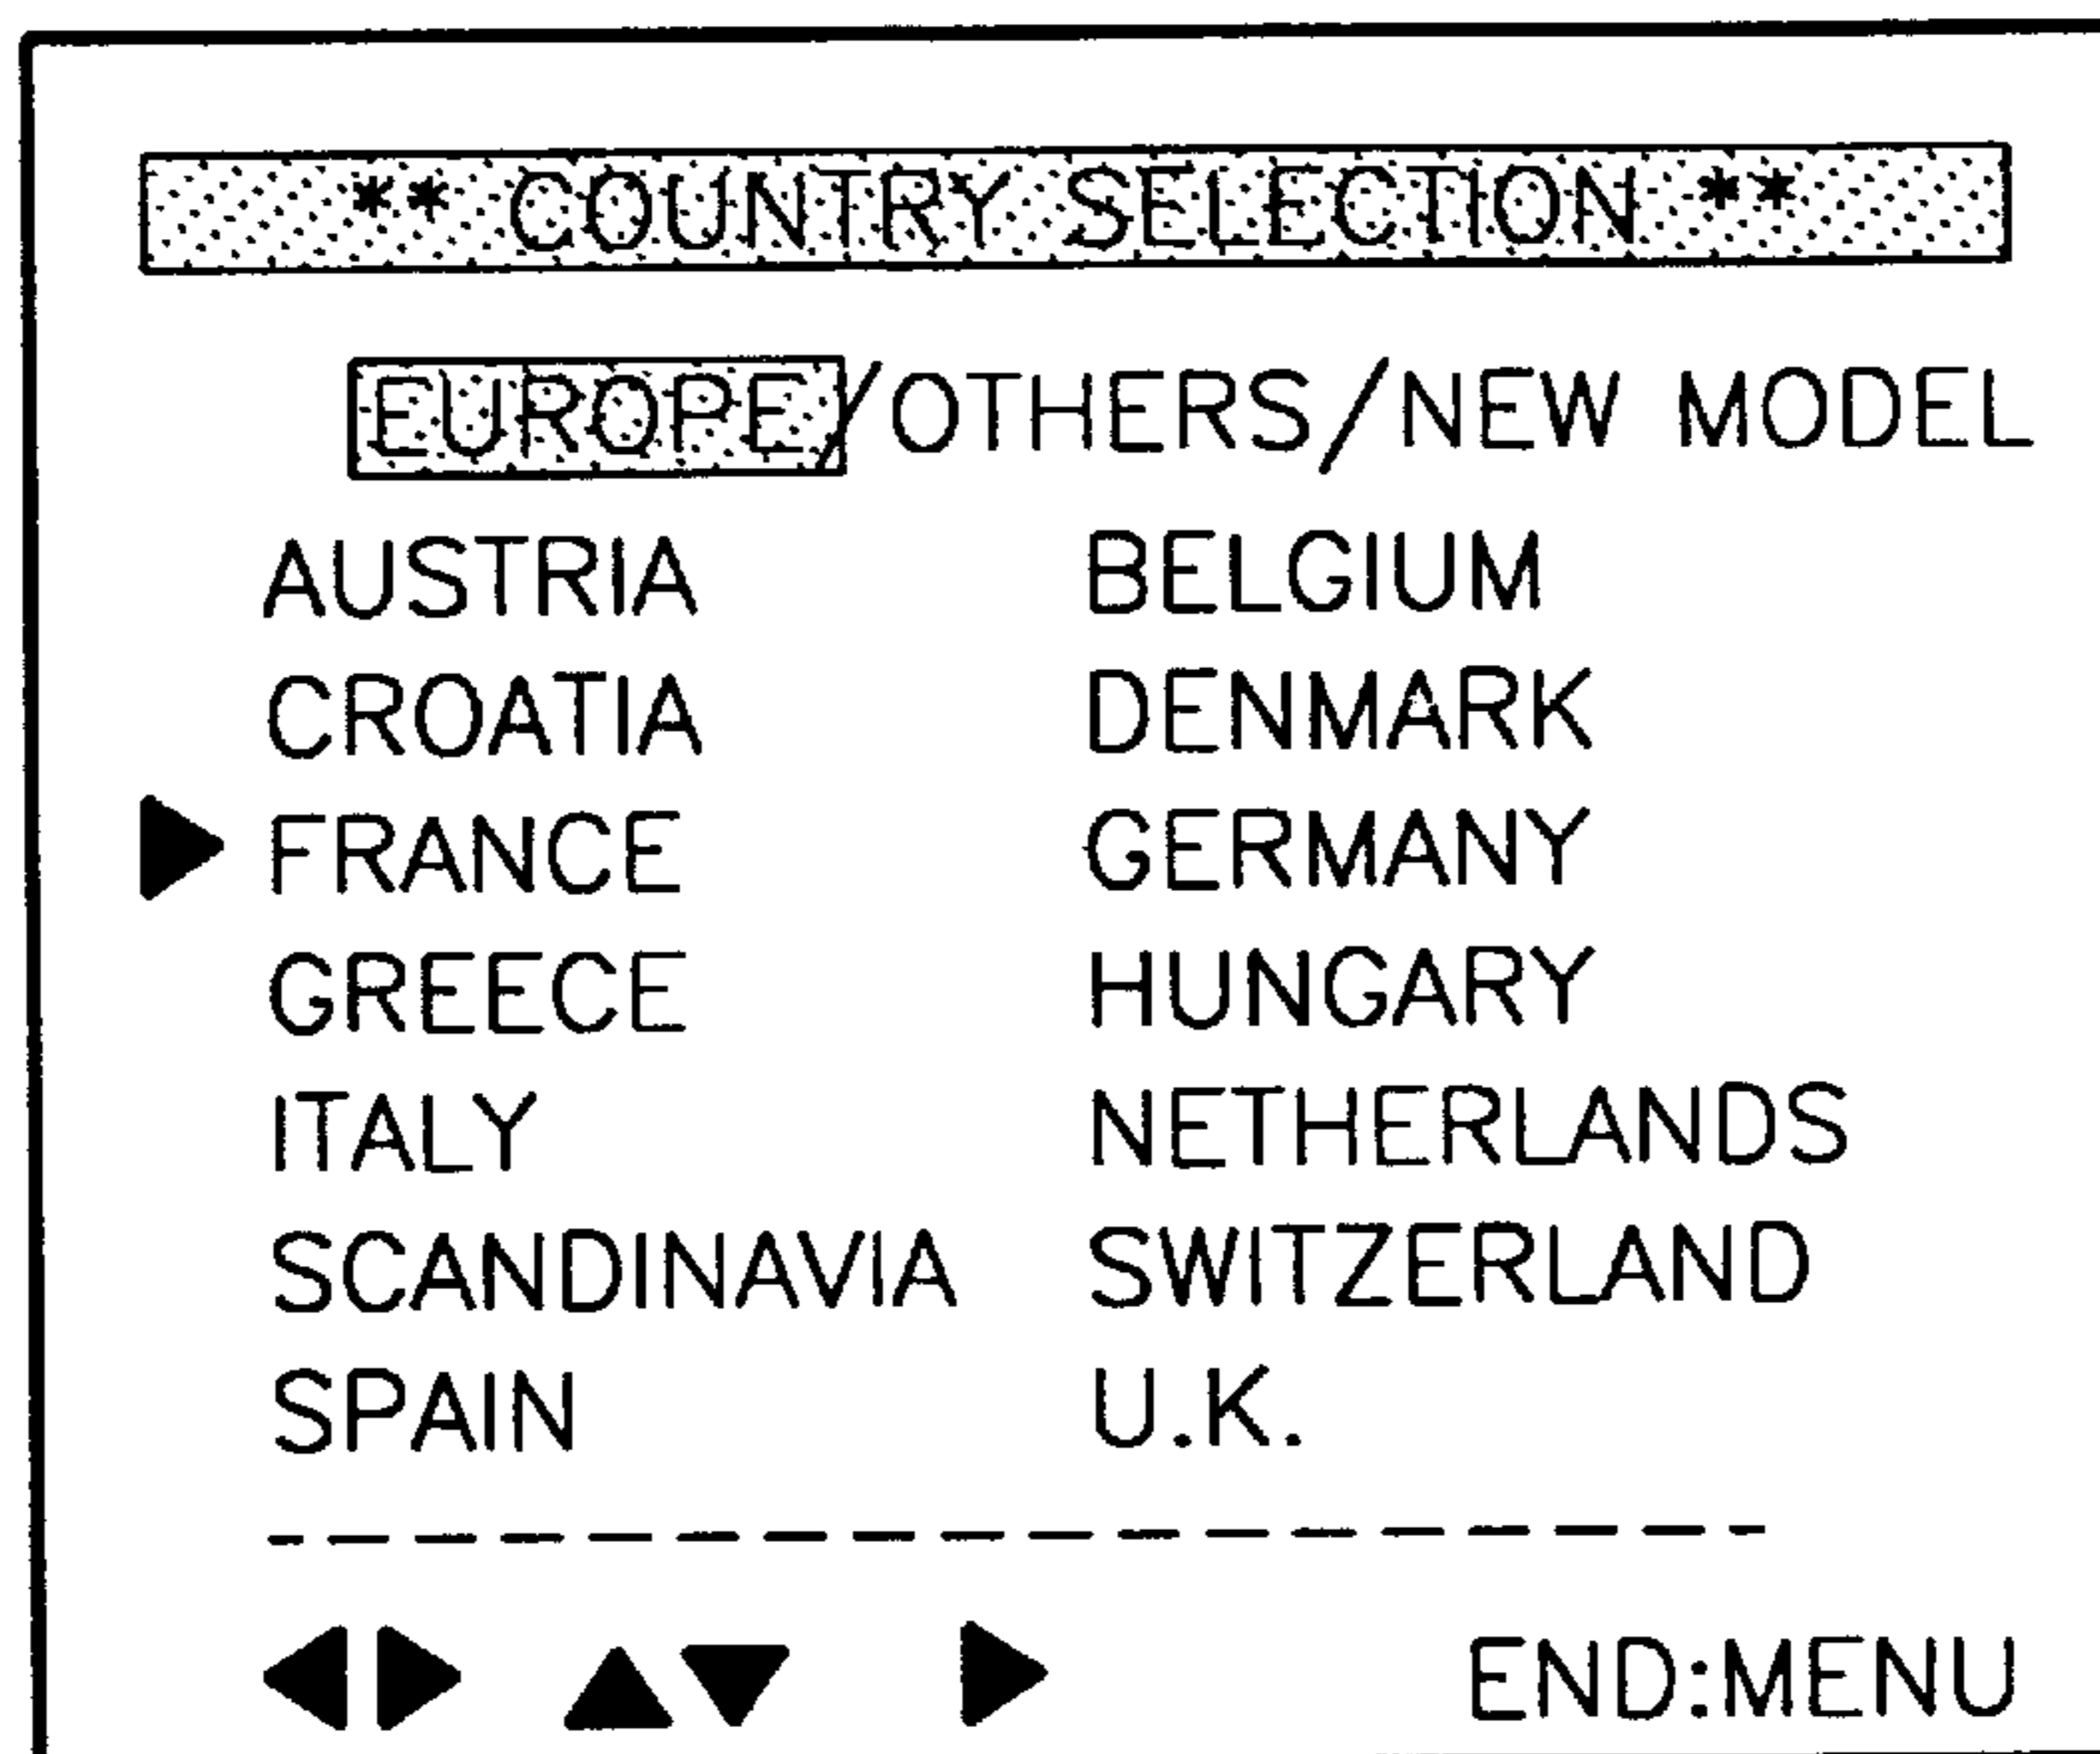 ** COUNTRY SELECTION **
EUROPE/OTHERS/NEW MODEL
AUSTRIA BELGIUM
CROATIA DENMARK
▶ FRANCE GERMANY
GREECE HUNGARY
ITALY NETHERLANDS
SCANDINAVIA SWITZERLAND
SPAIN U.K.
◀▶ ▲▼ ▶ END:MENU